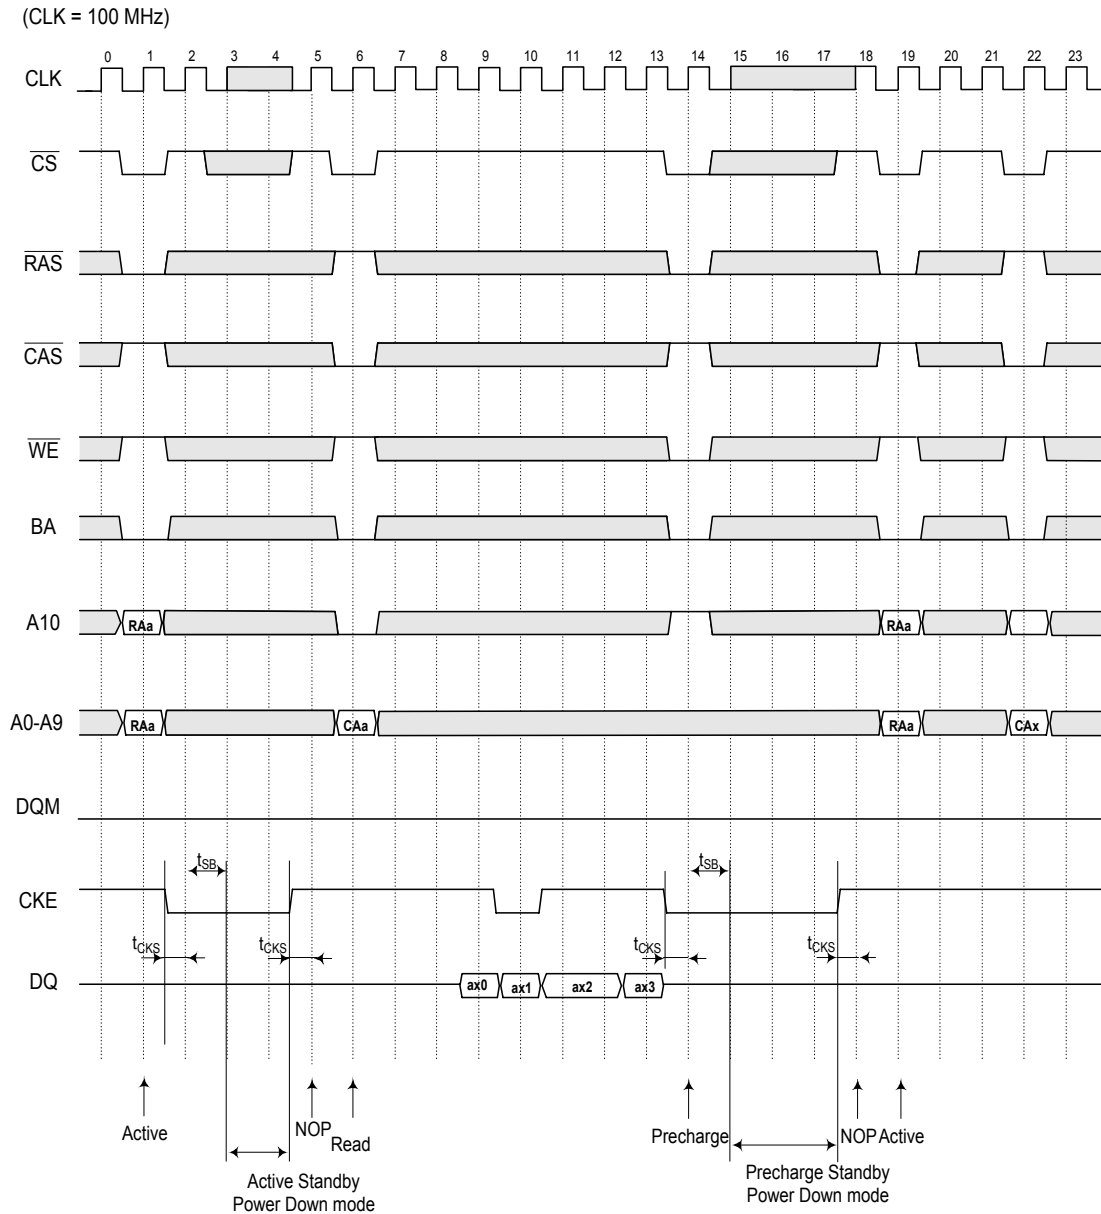 (CLK = 100 MHz)
0 1 2 3 4 5 6 7 8 9 10 11 12 13 14 15 16 17 18 19 20 21 22 23
CLK
CS
RAS
CAS
WE
BA
A10 RAa RAa
A0-A9 RAa CAa RAa CAx
DQM
tSB tSB
CKE
tCKS tCKS tCKS tCKS
DQ ax0 ax1 ax2 ax3
Active NOP Read Precharge NOP Active
Active Standby
Power Down mode
Precharge Standby
Power Down mode